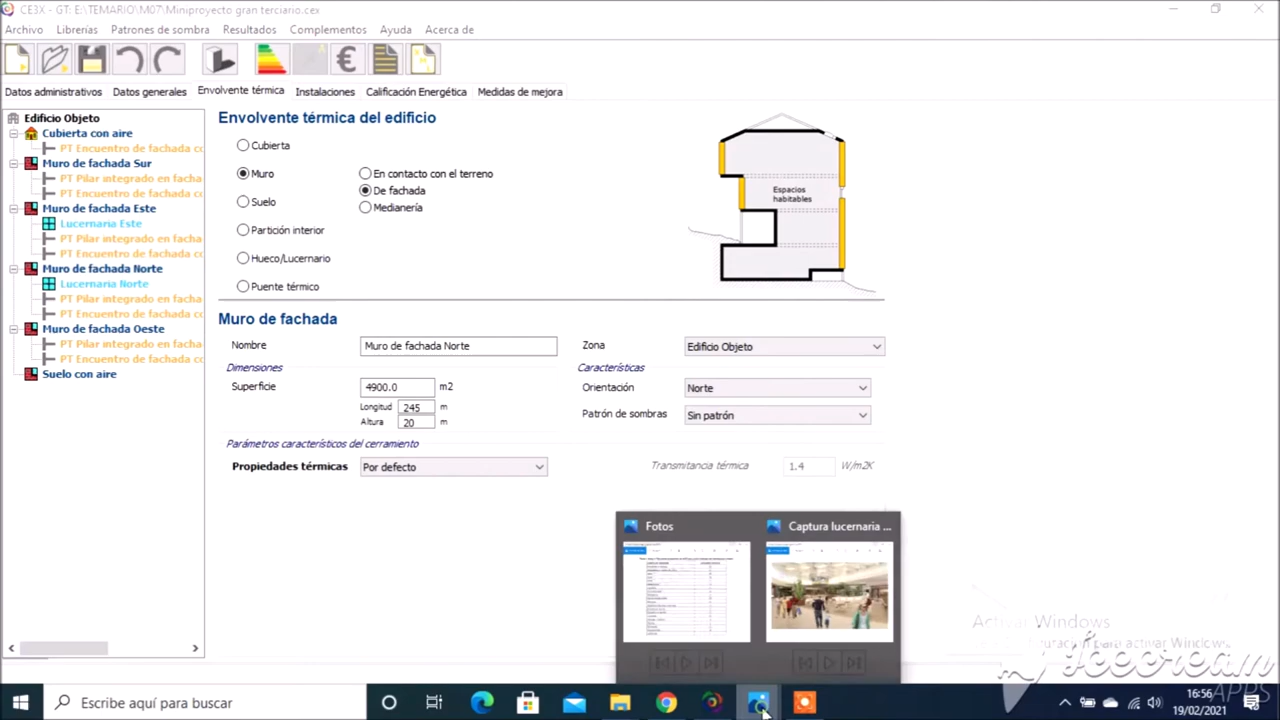 CE3X - GT: E:\TEMARIO\M07\Miniproyecto gran terciario.cex
Archivo Librerías Patrones de sombra Resultados Complementos Ayuda Acerca de
Datos administrativos Datos generales Envolvente térmica Instalaciones Calificación Energética Medidas de mejora
Edificio Objeto
Cubierta con aire
PT Encuentro de fachada co
Muro de fachada Sur
PT Pilar integrado en facha
PT Encuentro de fachada co
Muro de fachada Este
Lucernaria Este
PT Pilar integrado en facha
PT Encuentro de fachada co
Muro de fachada Norte
Lucernaria Norte
PT Pilar integrado en facha
PT Encuentro de fachada co
Muro de fachada Oeste
PT Pilar integrado en facha
PT Encuentro de fachada co
Suelo con aire
Envolvente térmica del edificio
Cubierta
Muro
Suelo
Partición interior
Hueco/Lucernario
Puente térmico
En contacto con el terreno
De fachada
Medianería
Espacios
habitables
Muro de fachada
Nombre Muro de fachada Norte Zona Edificio Objeto
Dimensiones Características
Superficie 4900.0 m2 Orientación Norte
Longitud 245 m
Altura 20 m Patrón de sombras Sin patrón
Parámetros característicos del cerramiento
Propiedades térmicas Por defecto Transmitancia térmica 1.4 W/m2K
Fotos Captura lucernaria ...
Activar Windows
para activar Windows.
Icecream
APPS
Escribe aquí para buscar
16:56
19/02/2021